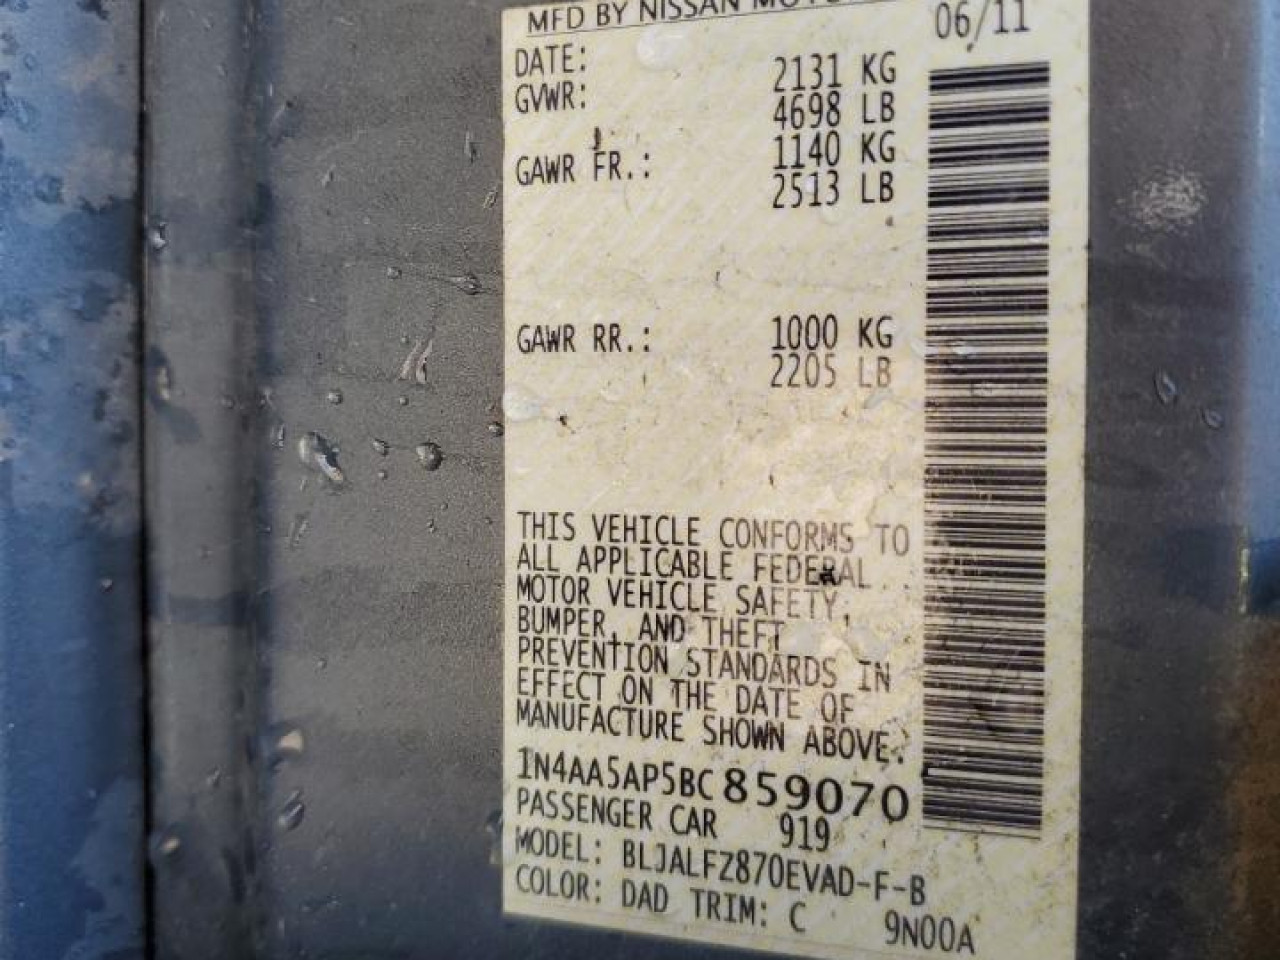 MFD BY NISSAN
06/11
DATE:
2131 KG
GVWR:
4698 LB
1140 KG
GAWR FR.:
2513 LB
GAWR RR.:
1000 KG
2205 LB
THIS VEHICLE CONFORMS TO
ALL APPLICABLE FEDERAL
MOTOR VEHICLE SAFETY,
BUMPER, AND THEFT
PREVENTION STANDARDS IN
EFFECT ON THE DATE OF
MANUFACTURE SHOWN ABOVE.
1N4AA5AP5BC859070
PASSENGER CAR 919
MODEL: BLJALFZ870EVAD-F-B
COLOR: DAD TRIM: C 9N00A